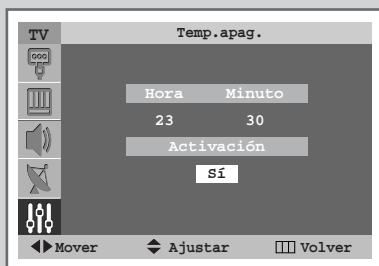 TV Temp.apag.
Hora Minuto
23 30
Activación
Sí
Mover Ajustar Volver